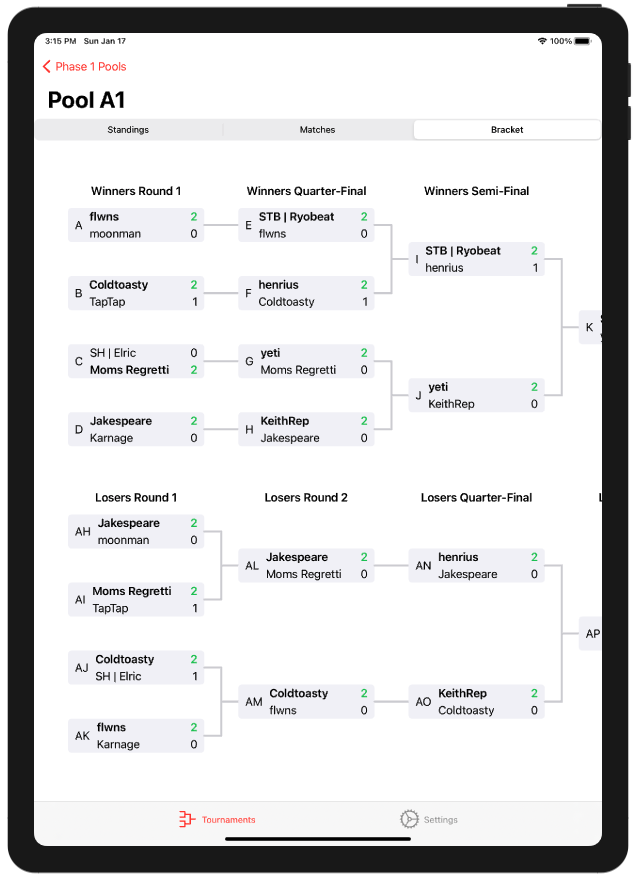 3:15 PM Sun Jan 17 100%
Phase 1 Pools
Pool A1
Standings Matches Bracket
Winners Round 1 Winners Quarter-Final Winners Semi-Final
A flwns 2
moonman 0
E STB | Ryobeat 2
flwns 0
I STB | Ryobeat 2
henrius 1
B Coldtoasty 2
TapTap 1
F henrius 2
Coldtoasty 1
K
C SH | Elric 0
Moms Regretti 2
G yeti 2
Moms Regretti 0
J yeti 2
KeithRep 0
D Jakespeare 2
Karnage 0
H KeithRep 2
Jakespeare 0
Losers Round 1 Losers Round 2 Losers Quarter-Final
AH Jakespeare 2
moonman 0
AL Jakespeare 2
Moms Regretti 0
AN henrius 2
Jakespeare 0
AI Moms Regretti 2
TapTap 1
AP
AJ Coldtoasty 2
SH | Elric 1
AM Coldtoasty 2
flwns 0
AO KeithRep 2
Coldtoasty 0
AK flwns 2
Karnage 0
Tournaments Settings